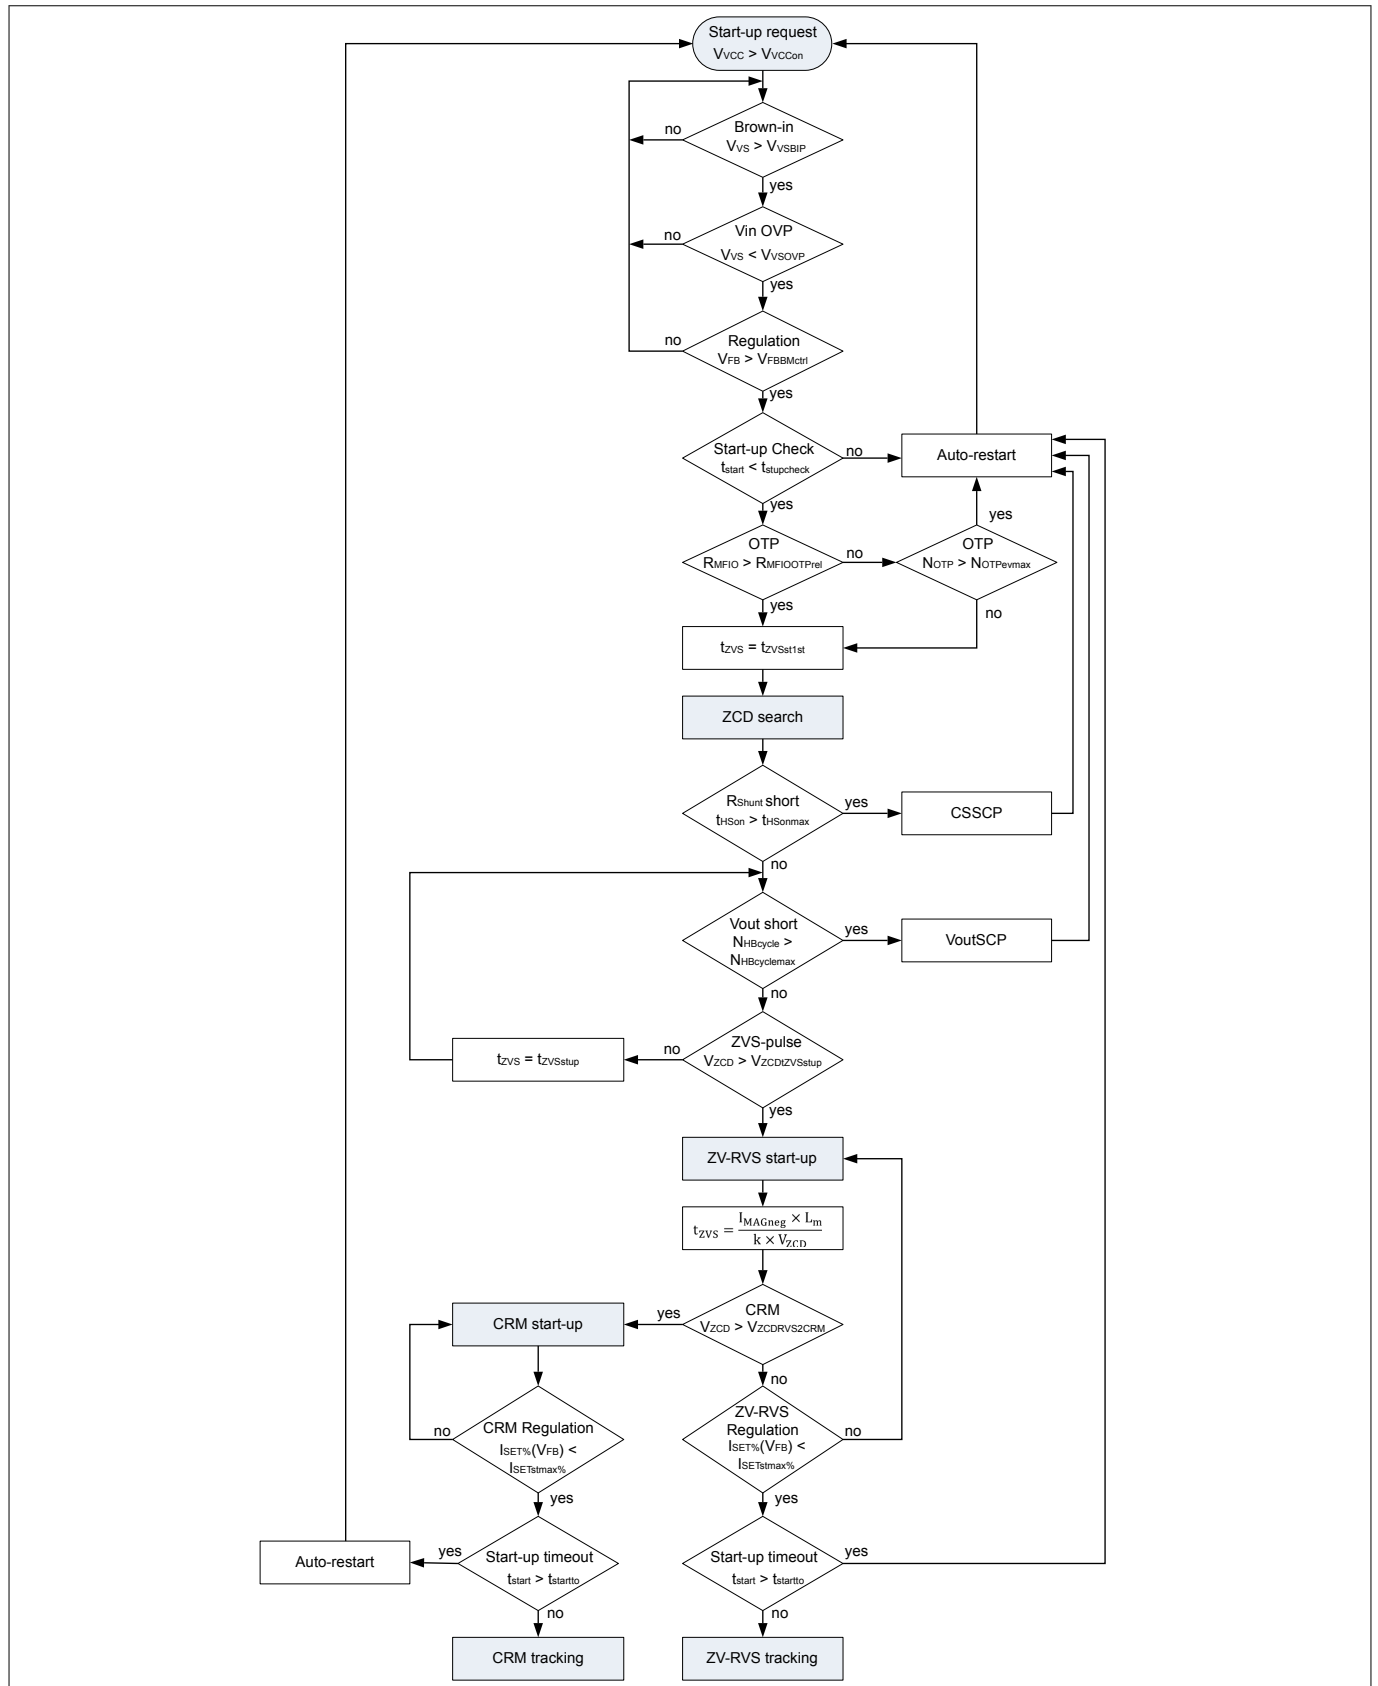 Start-up request
VVCC > VVCCon
Brown-in
VVS > VVSBIP
no
yes
Vin OVP
VVS < VVSOVP
no
yes
Regulation
VFB > VFBBMctrl
no
yes
Start-up Check
tstart < tstupcheck
no
Auto-restart
yes
yes
OTP
RMFIO > RMFIOOTPrel
no
OTP
NOTP > NOTPevmax
yes
no
tZVS = tZVSst1st
ZCD search
RShunt short
tHSon > tHSonmax
yes
CSSCP
no
Vout short
NHBcycle >
NHBcyclemax
yes
VoutSCP
no
ZVS-pulse
VZCD > VZCDtZVSstup
no
tZVS = tZVSstup
yes
ZV-RVS start-up
tZVS = IMAGneg × Lm
k × VZCD
CRM
VZCD > VZCDRVS2CRM
yes
CRM start-up
no
CRM Regulation
ISET%(VFB) <
ISETstmax%
no
yes
ZV-RVS
Regulation
ISET%(VFB) <
ISETstmax%
no
yes
Auto-restart
yes
Start-up timeout
tstart > tstartto
no
Start-up timeout
tstart > tstartto
yes
no
CRM tracking
ZV-RVS tracking